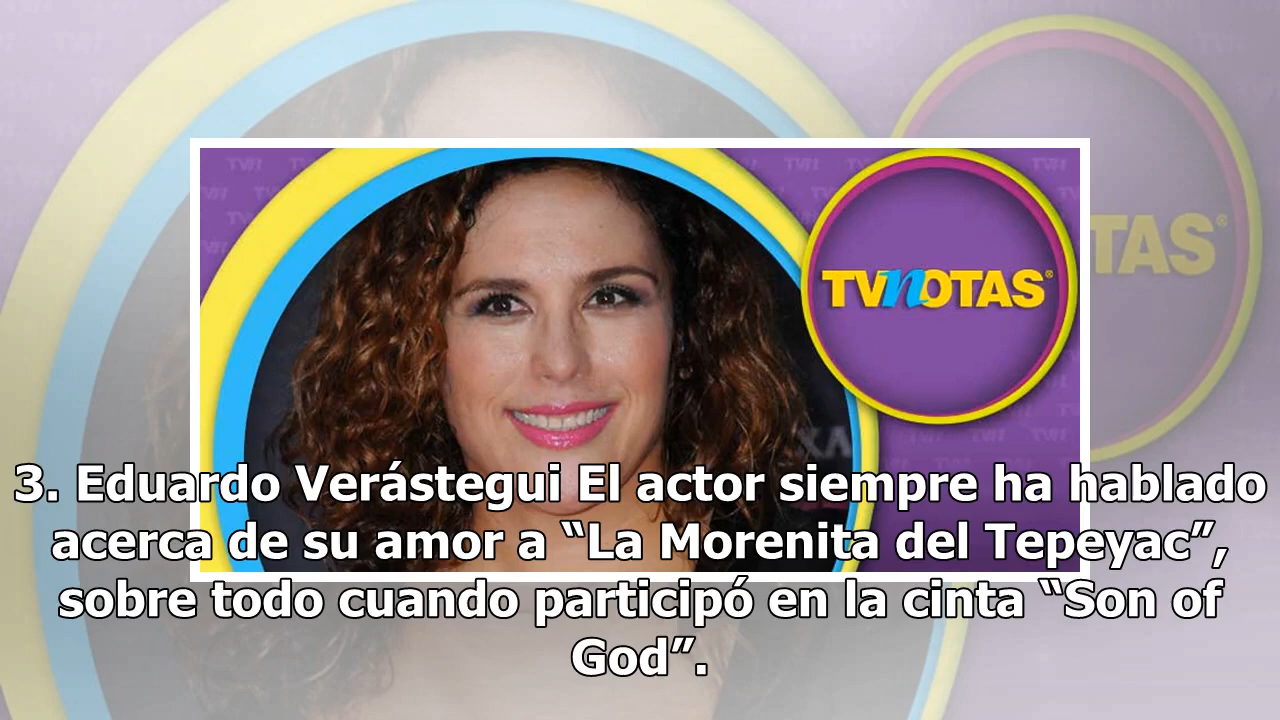 TVnOTAS®
TAS®
3. Eduardo Verástegui El actor siempre ha hablado
acerca de su amor a “La Morenita del Tepeyac”,
sobre todo cuando participó en la cinta “Son of
God”.